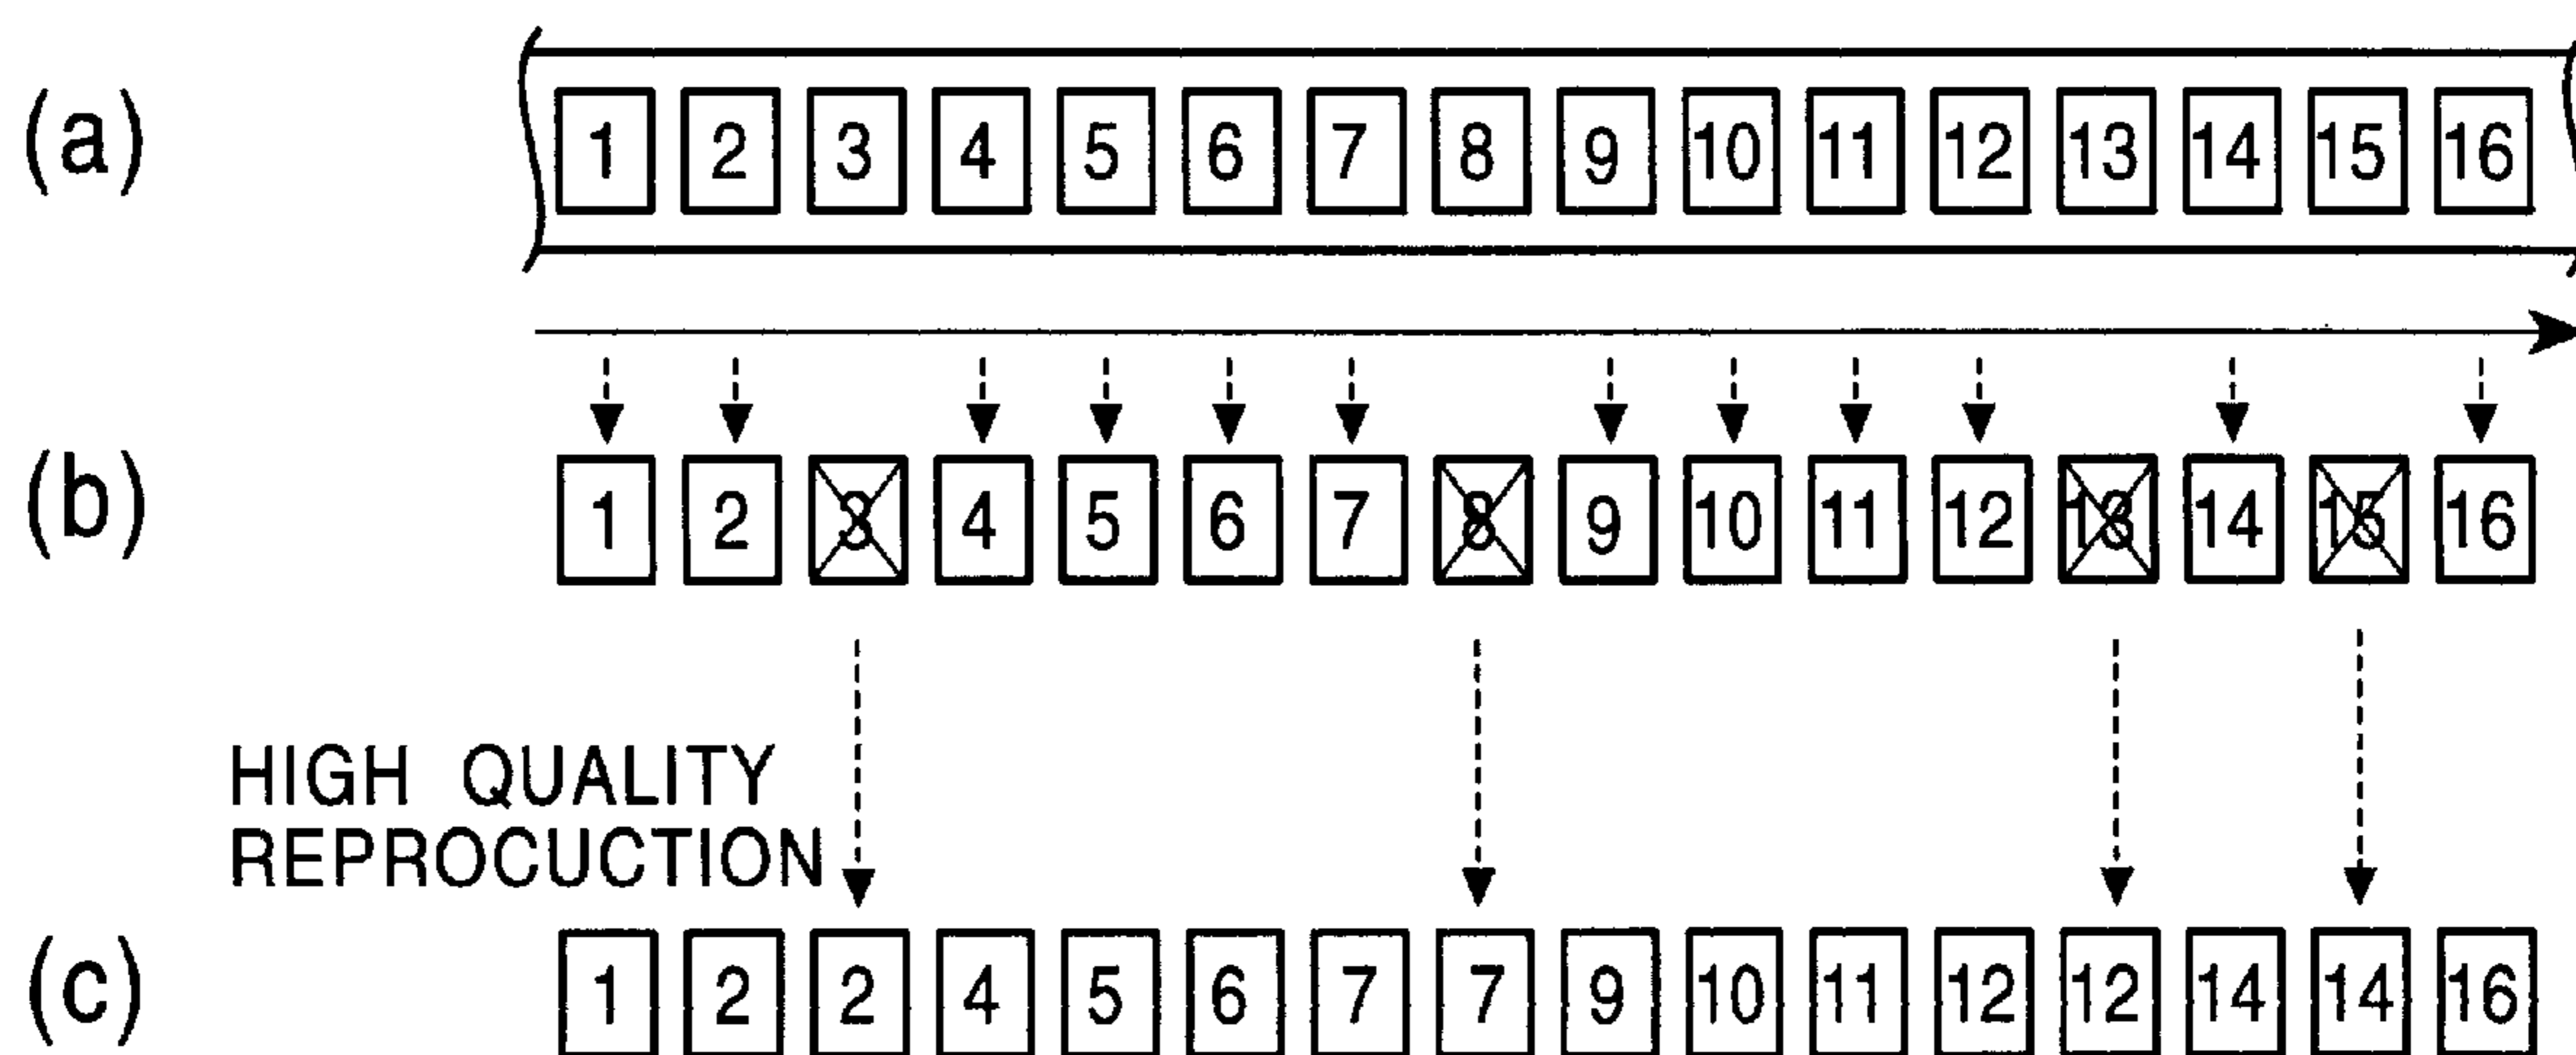 (a) 1 2 3 4 5 6 7 8 9 10 11 12 13 14 15 16
(b) 1 2 3 4 5 6 7 8 9 10 11 12 13 14 15 16
HIGH QUALITY
REPROCUCTION
(c) 1 2 2 4 5 6 7 7 9 10 11 12 12 14 14 16